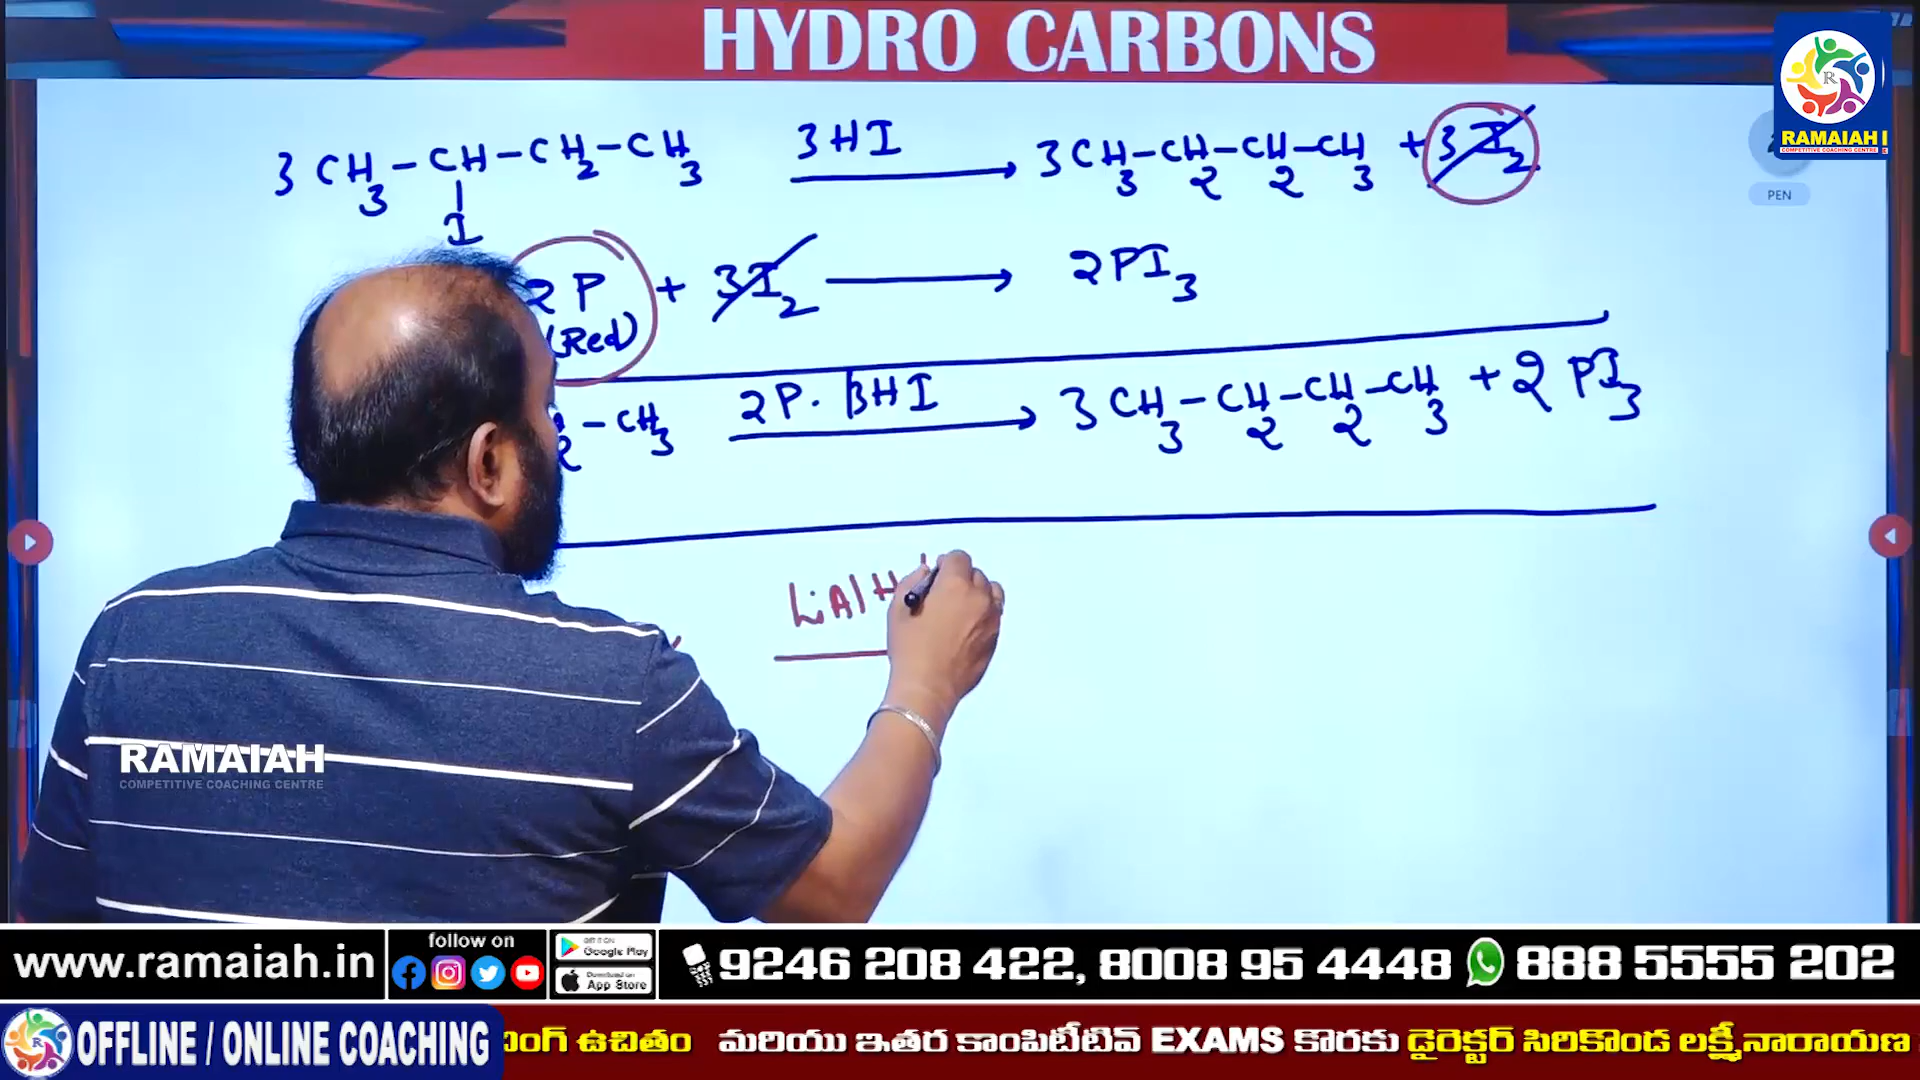 HYDRO CARBONS
RAMAIAH I
COMPETITIVE COACHING CENTRE
PEN
3 CH3 – CH – CH2 – CH3 3HI → 3CH3–CH2–CH2–CH3 + 3I2
I
2P + 3I2 → 2PI3
(Red)
2 – CH3 2P. 3HI → 3 CH3 – CH2 – CH2 – CH3 + 2 PI3
LiAlH
RAMAIAH
COMPETITIVE COACHING CENTRE
www.ramaiah.in
follow on
GET IT ON
Google Play
Download on
App Store
9246 208 422, 8008 95 4448 888 5555 202
OFFLINE / ONLINE COACHING
ఉచితం మరియు ఇతర కాంపిటీటివ్ EXAMS కొరకు డైరెక్టర్ సిరికొండ లక్ష్మీనారాయణ